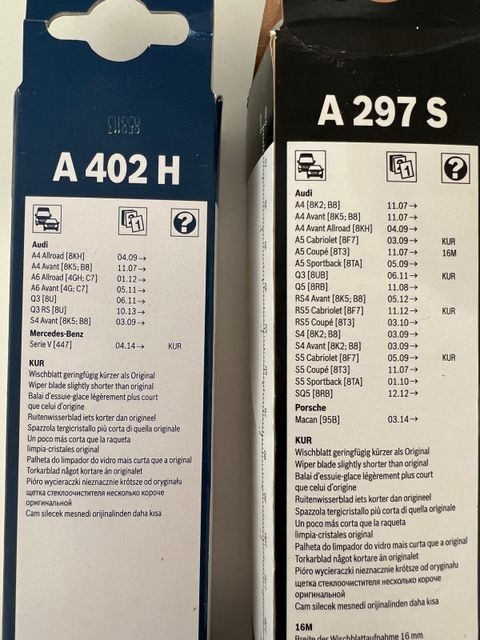 858113
A 402 H
Audi
A4 Allroad [8KH] 04.09→
A4 Avant [8K5; B8] 11.07→
A6 Allroad [4GH; C7] 01.12→
A6 Avant [4G; C7] 05.11→
Q3 [8U] 06.11→
Q3 RS [8U] 10.13→
S4 Avant [8K5; B8] 03.09→
Mercedes-Benz
Serie V [447] 04.14→ KUR
KUR
Wischblatt geringfügig kürzer als Original
Wiper blade slightly shorter than original
Balai d'essuie-glace légèrement plus court
que celui d'origine
Ruitenwisserblad iets korter dan origineel
Spazzola tergicristallo più corta di quella originale
Un poco más corta que la raqueta
limpia-cristales original
Palheta do limpador do vidro mais curta que a original
Torkarblad något kortare än originalet
Pióro wycieraczki nieznacznie krótsze od oryginału
щетка стеклоочистителя несколько короче
оригинальной
Cam silecek mesnedi orijinalinden daha kısa
A 297 S
Audi
A4 [8K2; B8] 11.07→
A4 Avant [8K5; B8] 11.07→
A4 Avant Allroad [8KH] 04.09→
A5 Cabriolet [8F7] 03.09→ KUR
A5 Coupé [8T3] 11.07→ 16M
A5 Sportback [8TA] 05.09→
Q3 [8UB] 06.11→ KUR
Q5 [8RB] 11.08→
RS4 Avant [8K5; B8] 05.12→
RS5 Cabriolet [8F7] 11.12→ KUR
RS5 Coupé [8T3] 03.10→
S4 [8K2; B8] 03.09→
S4 Avant [8K2; B8] 03.09→
S5 Cabriolet [8F7] 05.09→ KUR
S5 Coupé [8T3] 11.07→
S5 Sportback [8TA] 01.10→
SQ5 [8RB] 12.12→
Porsche
Macan [95B] 03.14→
KUR
Wischblatt geringfügig kürzer als Original
Wiper blade slightly shorter than original
Balai d'essuie-glace légèrement plus court
que celui d'origine
Ruitenwisserblad iets korter dan origineel
Spazzola tergicristallo più corta di quella originale
Un poco más corta que la raqueta
limpia-cristales original
Palheta do limpador do vidro mais curta que a original
Torkarblad något kortare än originalet
Pióro wycieraczki nieznacznie krótsze od oryginału
щетка стеклоочистителя несколько короче
оригинальной
Cam silecek mesnedi orijinalinden daha kısa
16M
Breite der Wischblattaufnahme 16 mm